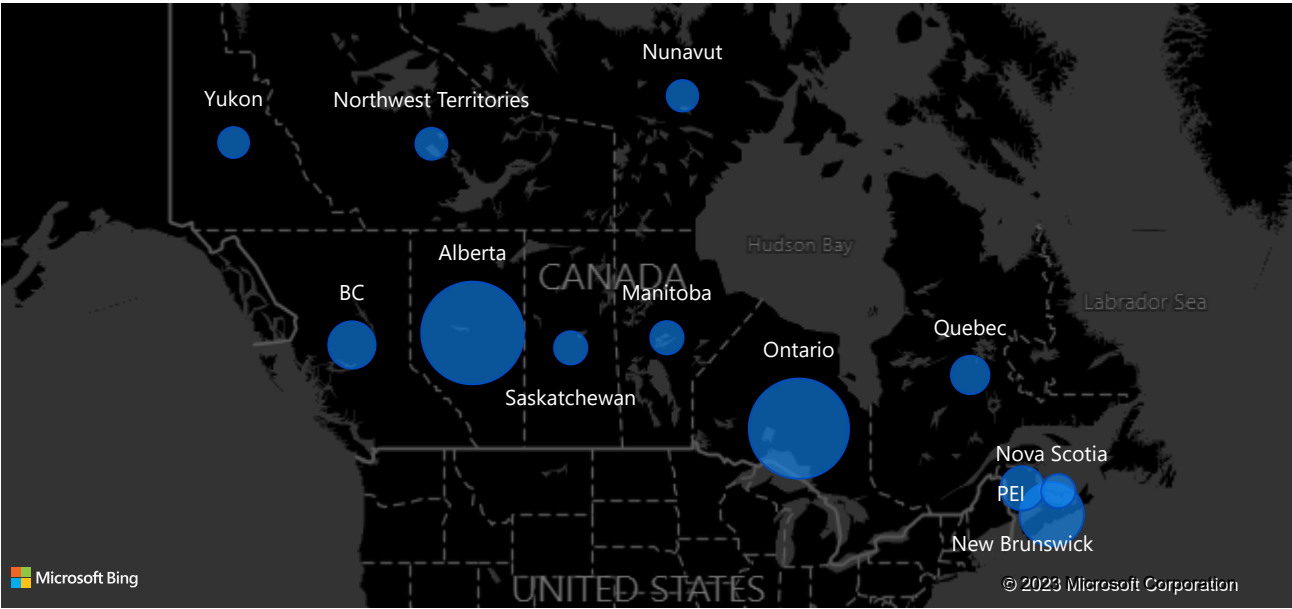 Nunavut
Yukon
Northwest Territories
Hudson Bay
Alberta
CANADA
BC
Manitoba
Labrador Sea
Quebec
Ontario
Saskatchewan
Nova Scotia
PEI
New Brunswick
Microsoft Bing
UNITED STATES
© 2023 Microsoft Corporation